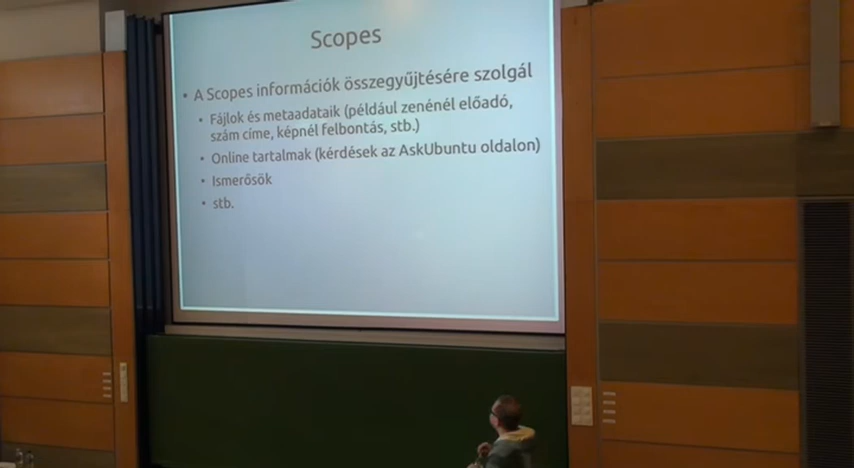 Scopes
• A Scopes információk összegyűjtésére szolgál
• Fájlok és metaadataik (például zenénél előadó,
szám címe, képnél felbontás, stb.)
• Online tartalmak (kérdések az AskUbuntu oldalon)
• Ismerősök
• stb.